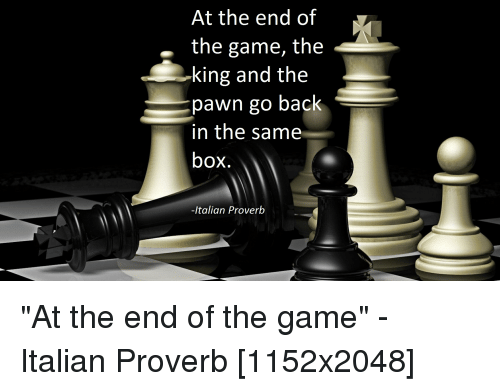 At the end of
the game, the
king and the
pawn go back
in the same
box.
-Italian Proverb
"At the end of the game" -
Italian Proverb [1152x2048]